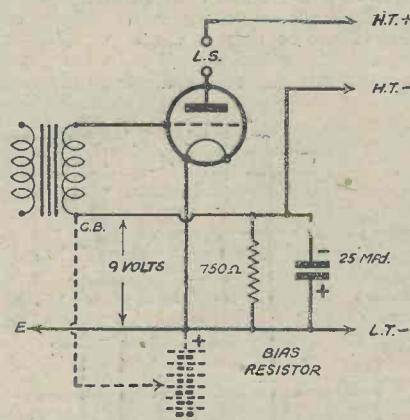 H.T.+
L.S.
H.T.-
G.B.
9 VOLTS
750Ω
-
25 Mfd.
+
E
L.T.-
+
BIAS
RESISTOR